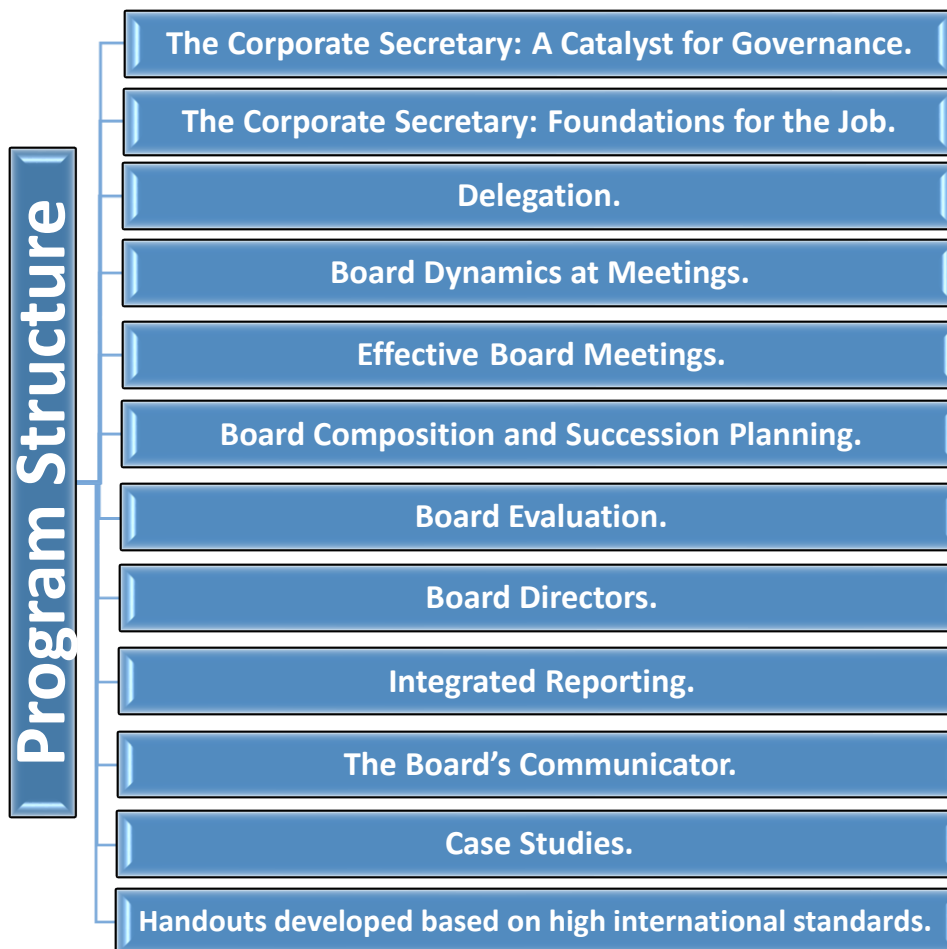 Program Structure
The Corporate Secretary: A Catalyst for Governance.
The Corporate Secretary: Foundations for the Job.
Delegation.
Board Dynamics at Meetings.
Effective Board Meetings.
Board Composition and Succession Planning.
Board Evaluation.
Board Directors.
Integrated Reporting.
The Board’s Communicator.
Case Studies.
Handouts developed based on high international standards.